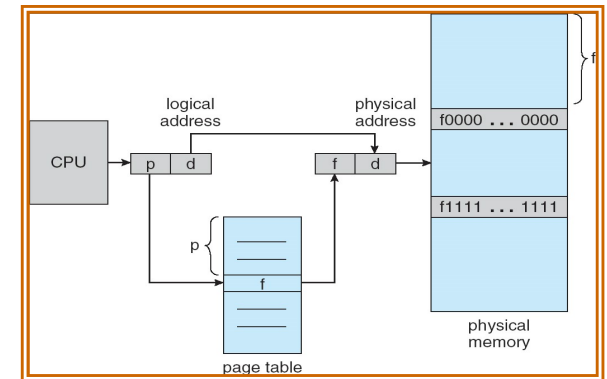 logical
address
physical
address
f
f0000 ... 0000
CPU
p d
f d
f1111 ... 1111
p
f
physical
memory
page table